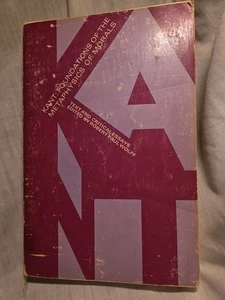 KANT FOUNDATIONS OF THE
METAPHYSICS OF MORALS
TEXT AND CRITICAL ESSAYS
EDITED BY ROBERT PAUL WOLFF
KA
NT